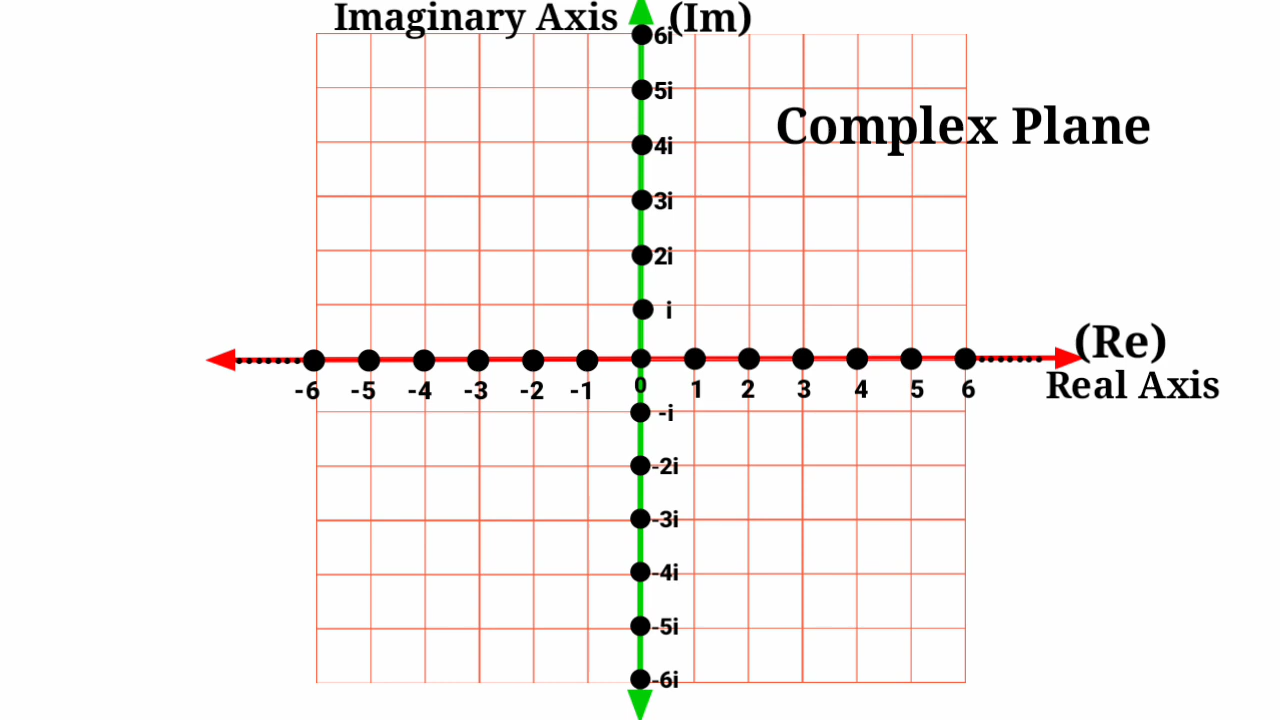 Imaginary Axis (Im)
6i
5i
Complex Plane
4i
3i
2i
i
(Re)
Real Axis
-6 -5 -4 -3 -2 -1 0 1 2 3 4 5 6
-i
-2i
-3i
-4i
-5i
-6i